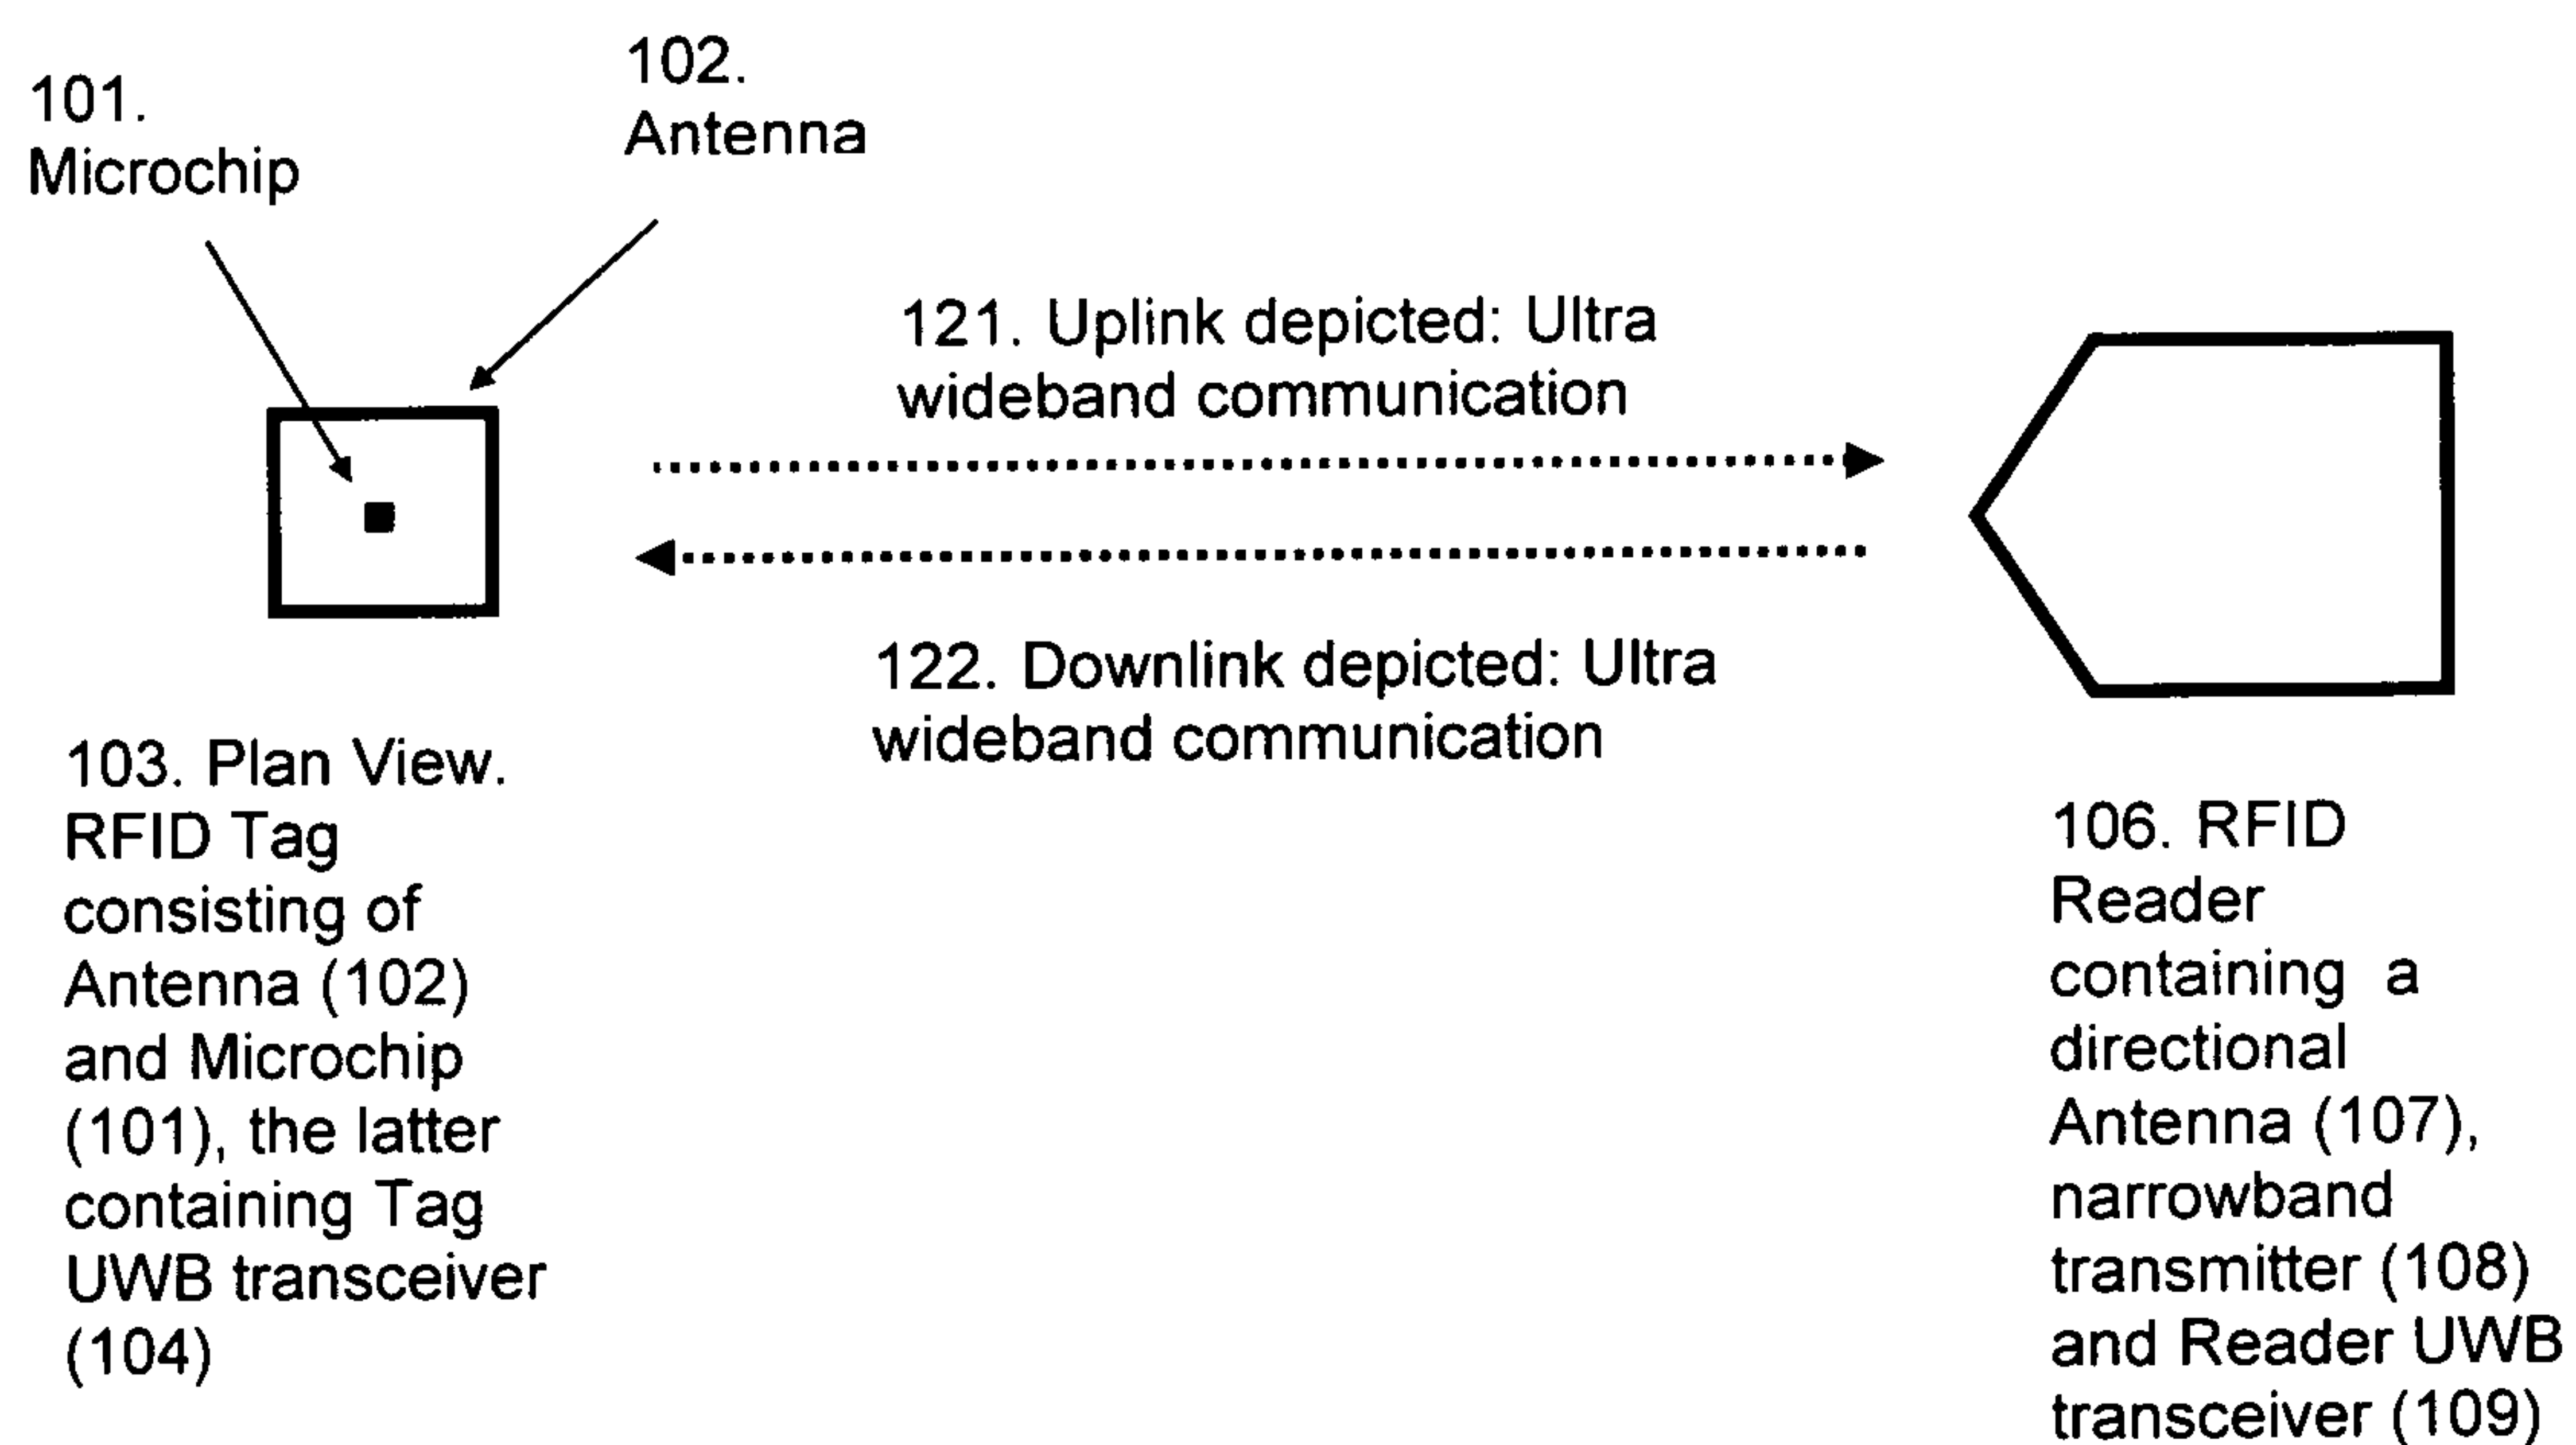 101.
Microchip
102.
Antenna
121. Uplink depicted: Ultra
wideband communication
122. Downlink depicted: Ultra
wideband communication
103. Plan View.
RFID Tag
consisting of
Antenna (102)
and Microchip
(101), the latter
containing Tag
UWB transceiver
(104)
106. RFID
Reader
containing a
directional
Antenna (107),
narrowband
transmitter (108)
and Reader UWB
transceiver (109)